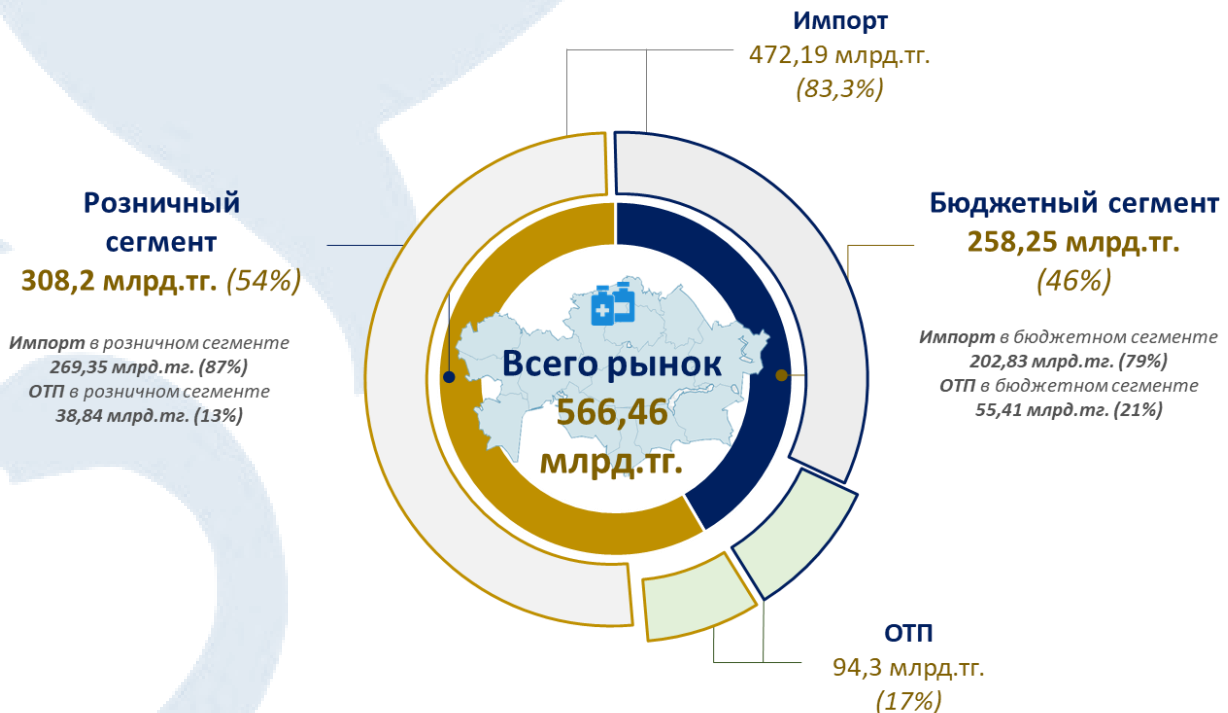 Импорт
472,19 млрд.тг.
(83,3%)
Розничный
сегмент
308,2 млрд.тг. (54%)
Импорт в розничном сегменте
269,35 млрд.тг. (87%)
ОТП в розничном сегменте
38,84 млрд.тг. (13%)
Всего рынок
566,46
млрд.тг.
Бюджетный сегмент
258,25 млрд.тг.
(46%)
Импорт в бюджетном сегменте
202,83 млрд.тг. (79%)
ОТП в бюджетном сегменте
55,41 млрд.тг. (21%)
ОТП
94,3 млрд.тг.
(17%)